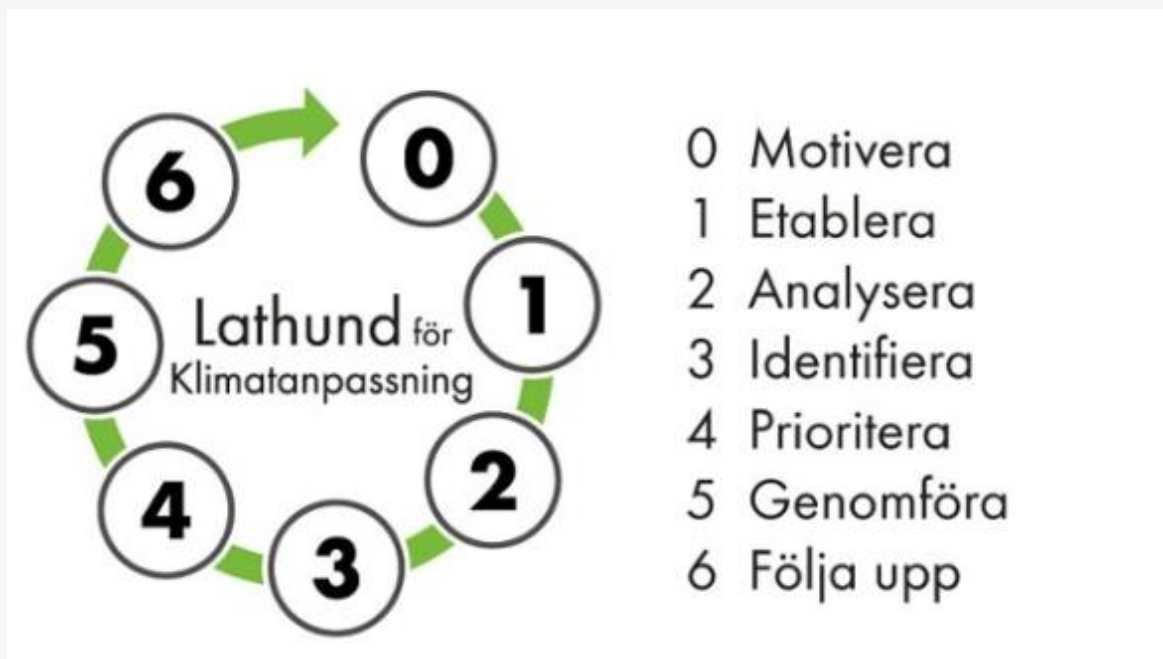 0
1
2
3
4
5
6
Lathund för
Klimatanpassning
0 Motivera
1 Etablera
2 Analysera
3 Identifiera
4 Prioritera
5 Genomföra
6 Följa upp